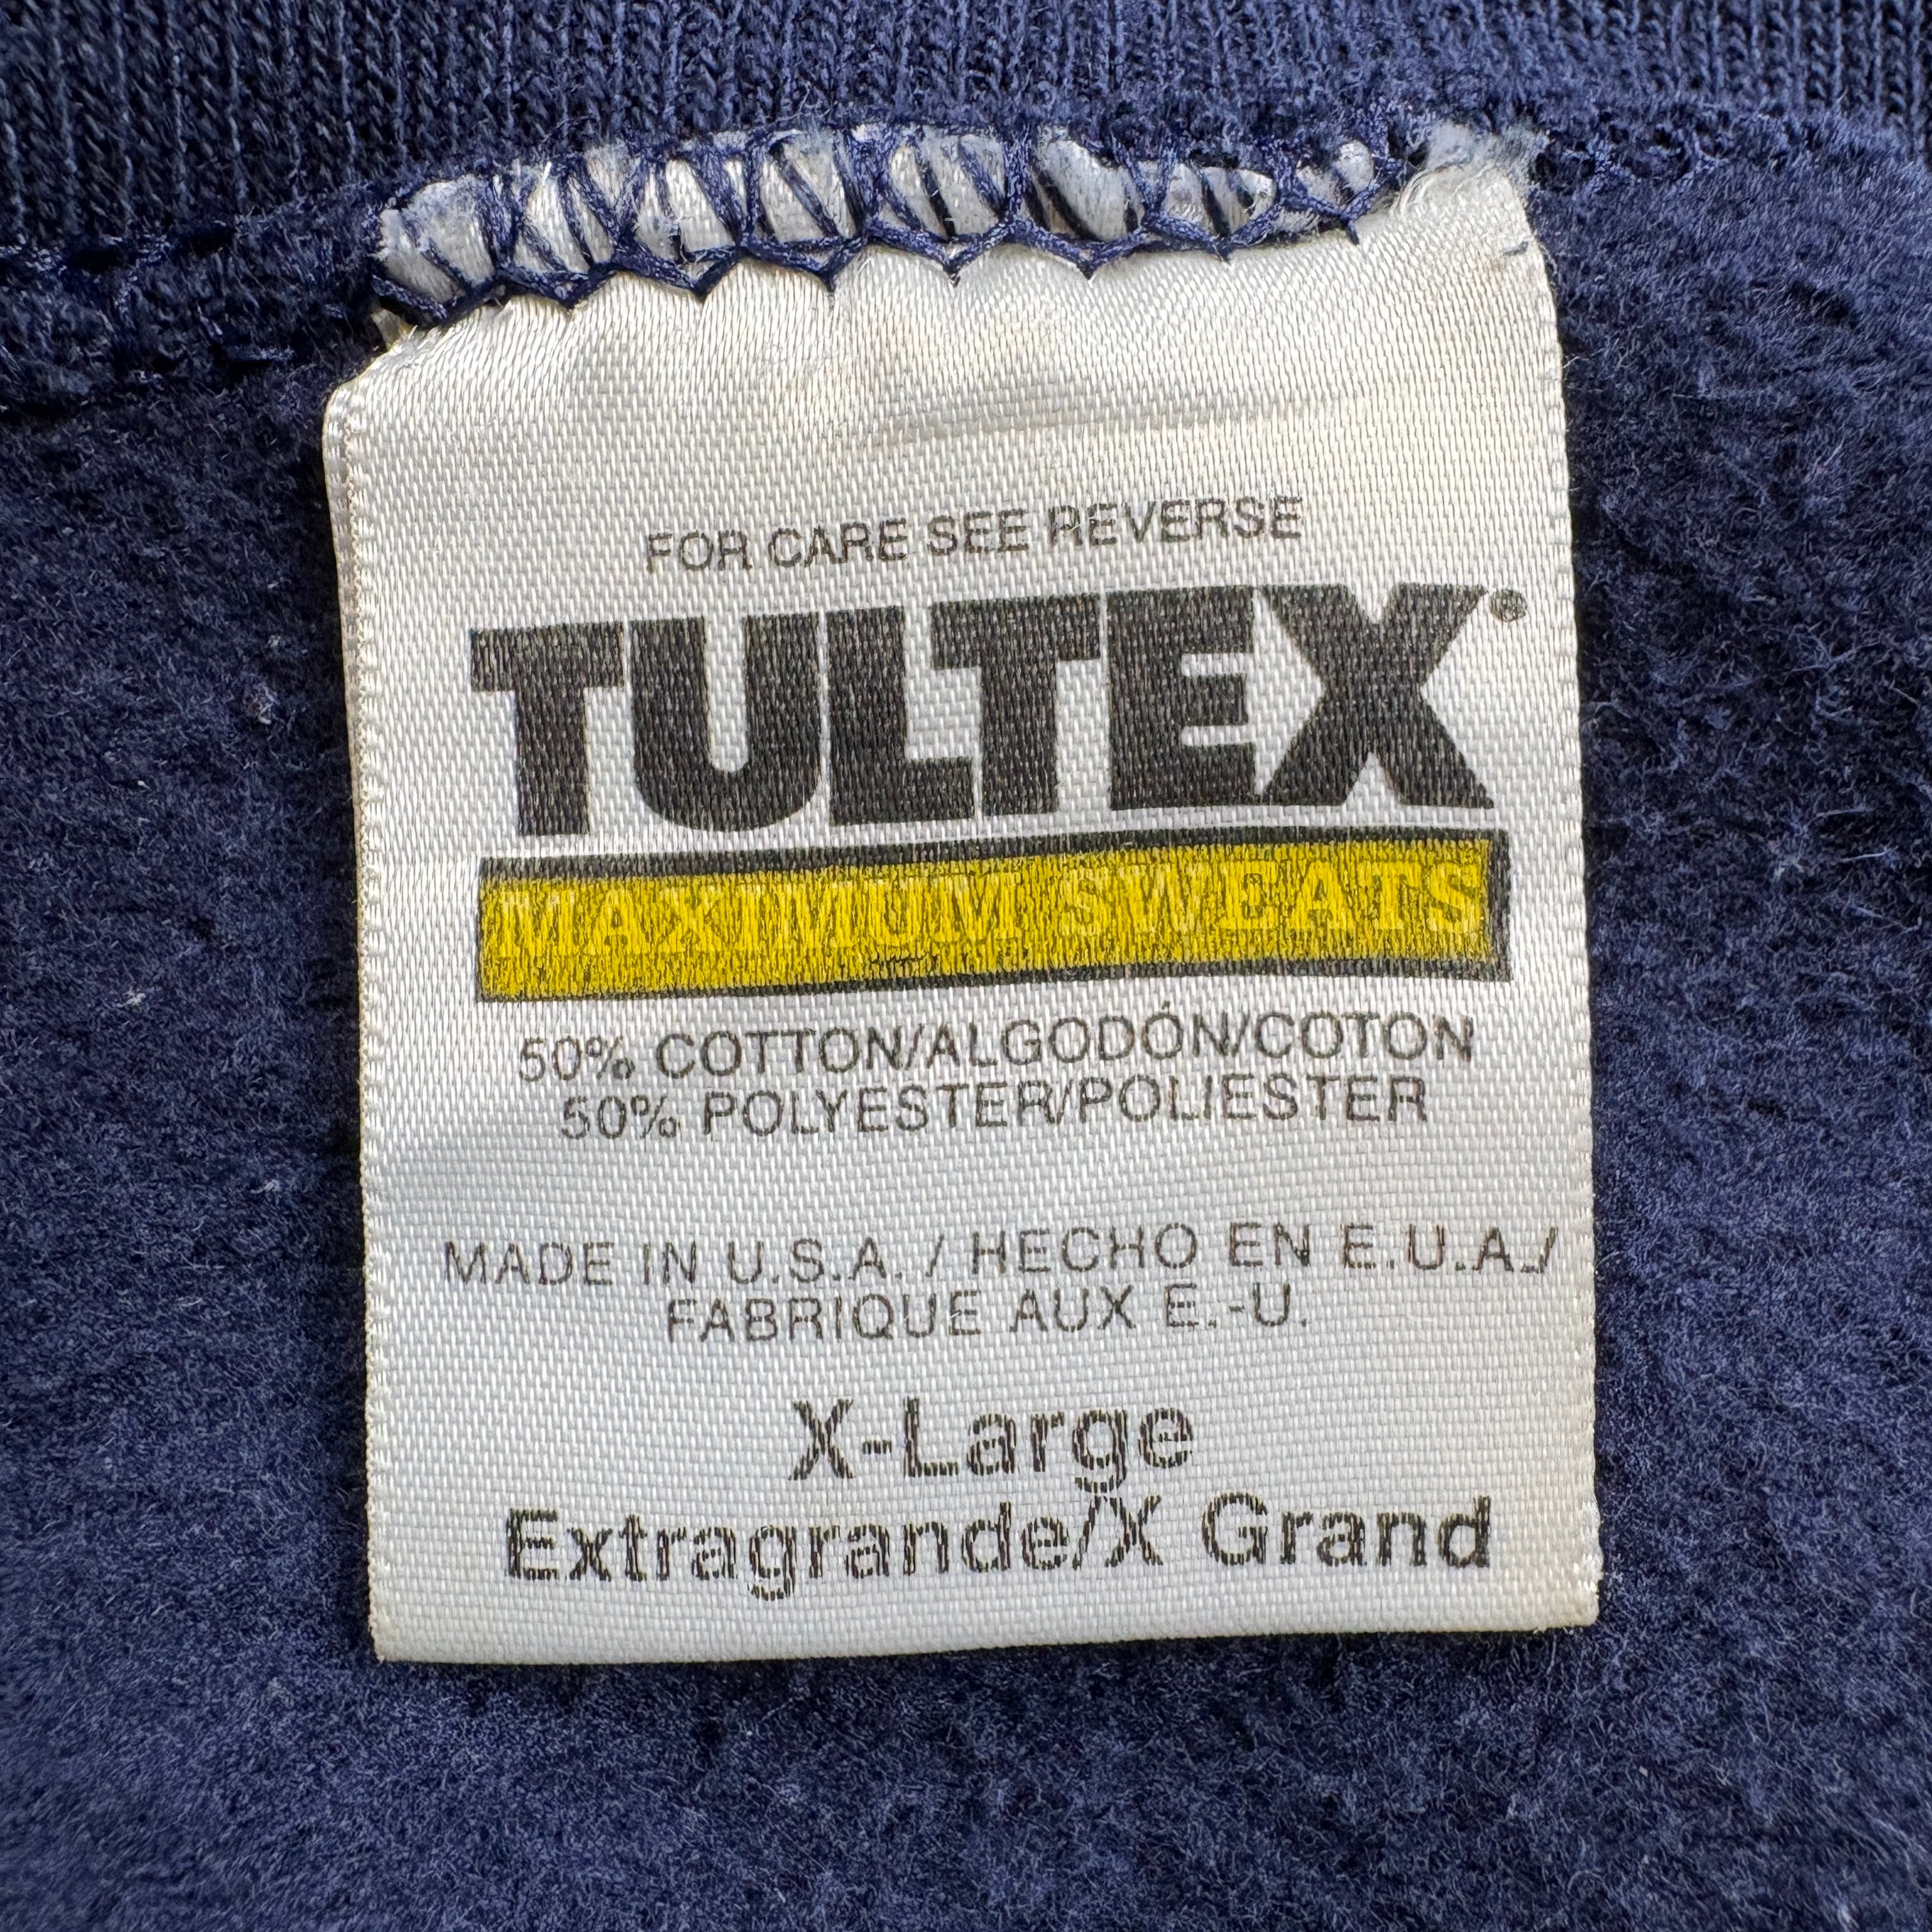 FOR CARE SEE REVERSE
TULTEX®
MAXIMUM SWEATS
50% COTTON/ALGODÓN/COTON
50% POLYESTER/POLIESTER
MADE IN U.S.A. / HECHO EN E.U.A./
FABRIQUE AUX E.-U.
X-Large
Extragrande/X Grand